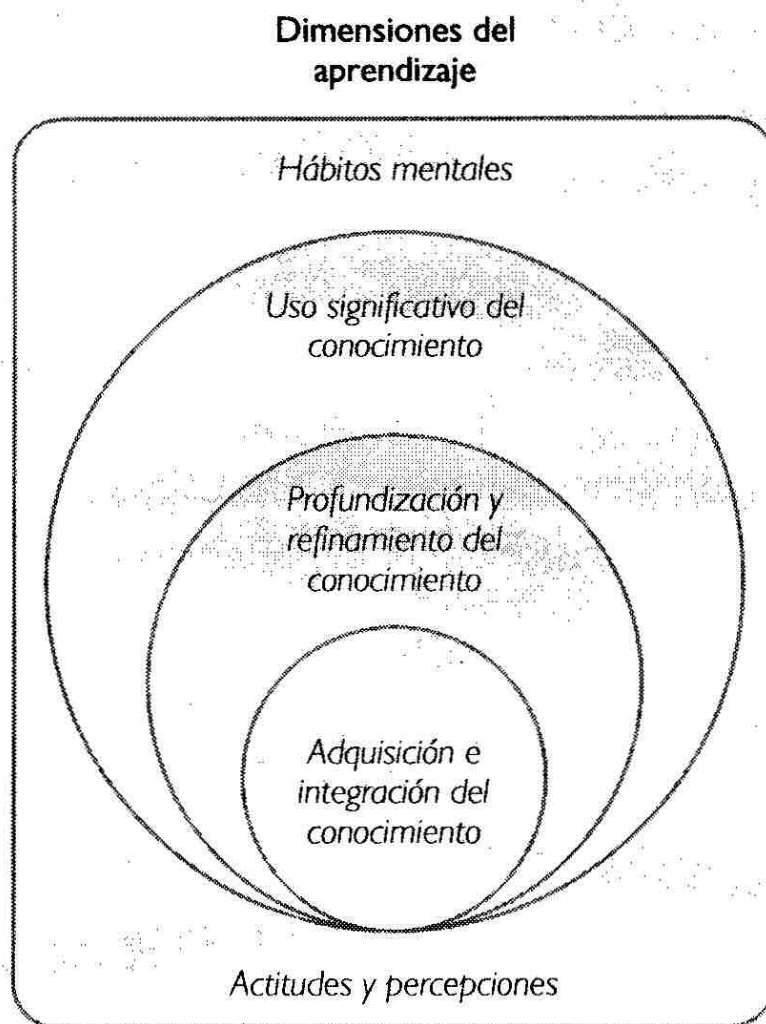 Dimensiones del
aprendizaje
Hábitos mentales
Uso significativo del
conocimiento
Profundización y
refinamiento del
conocimiento
Adquisición e
integración del
conocimiento
Actitudes y percepciones